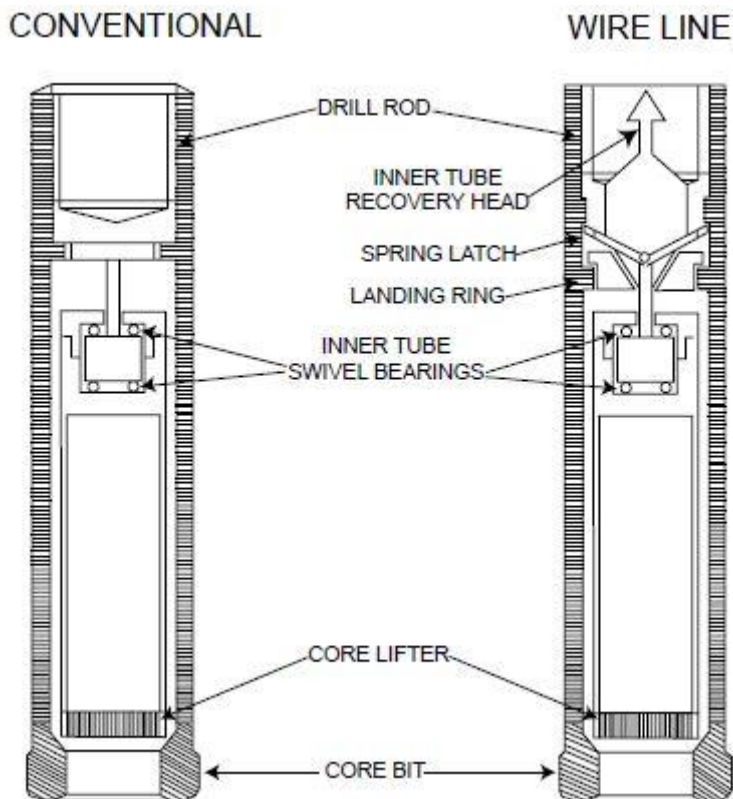 CONVENTIONAL
WIRE LINE
DRILL ROD
INNER TUBE
RECOVERY HEAD
SPRING LATCH
LANDING RING
INNER TUBE
SWIVEL BEARINGS
CORE LIFTER
CORE BIT